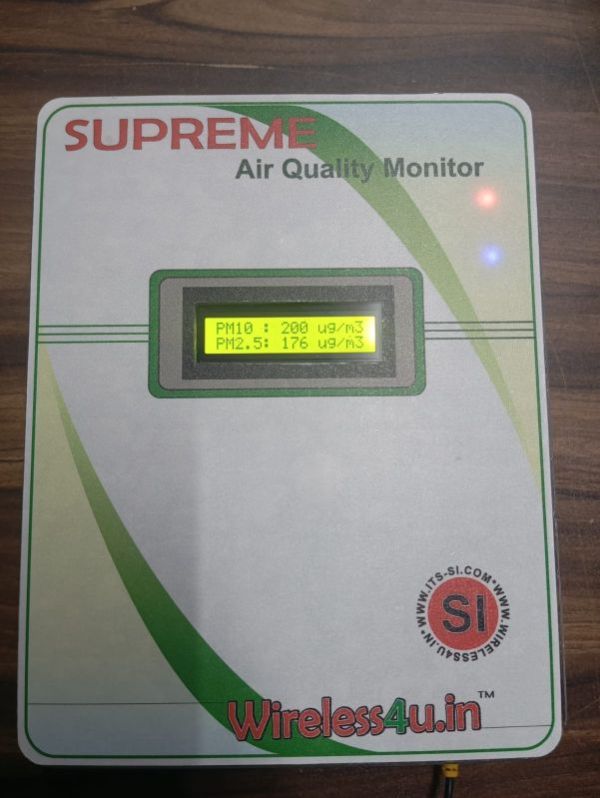 SUPREME
Air Quality Monitor
PM10 : 200 ug/m3
PM2.5: 176 ug/m3
WWW.ITS-SI.COM*WWW.WIRELESS4U.IN*
SI
Wireless4u.in™